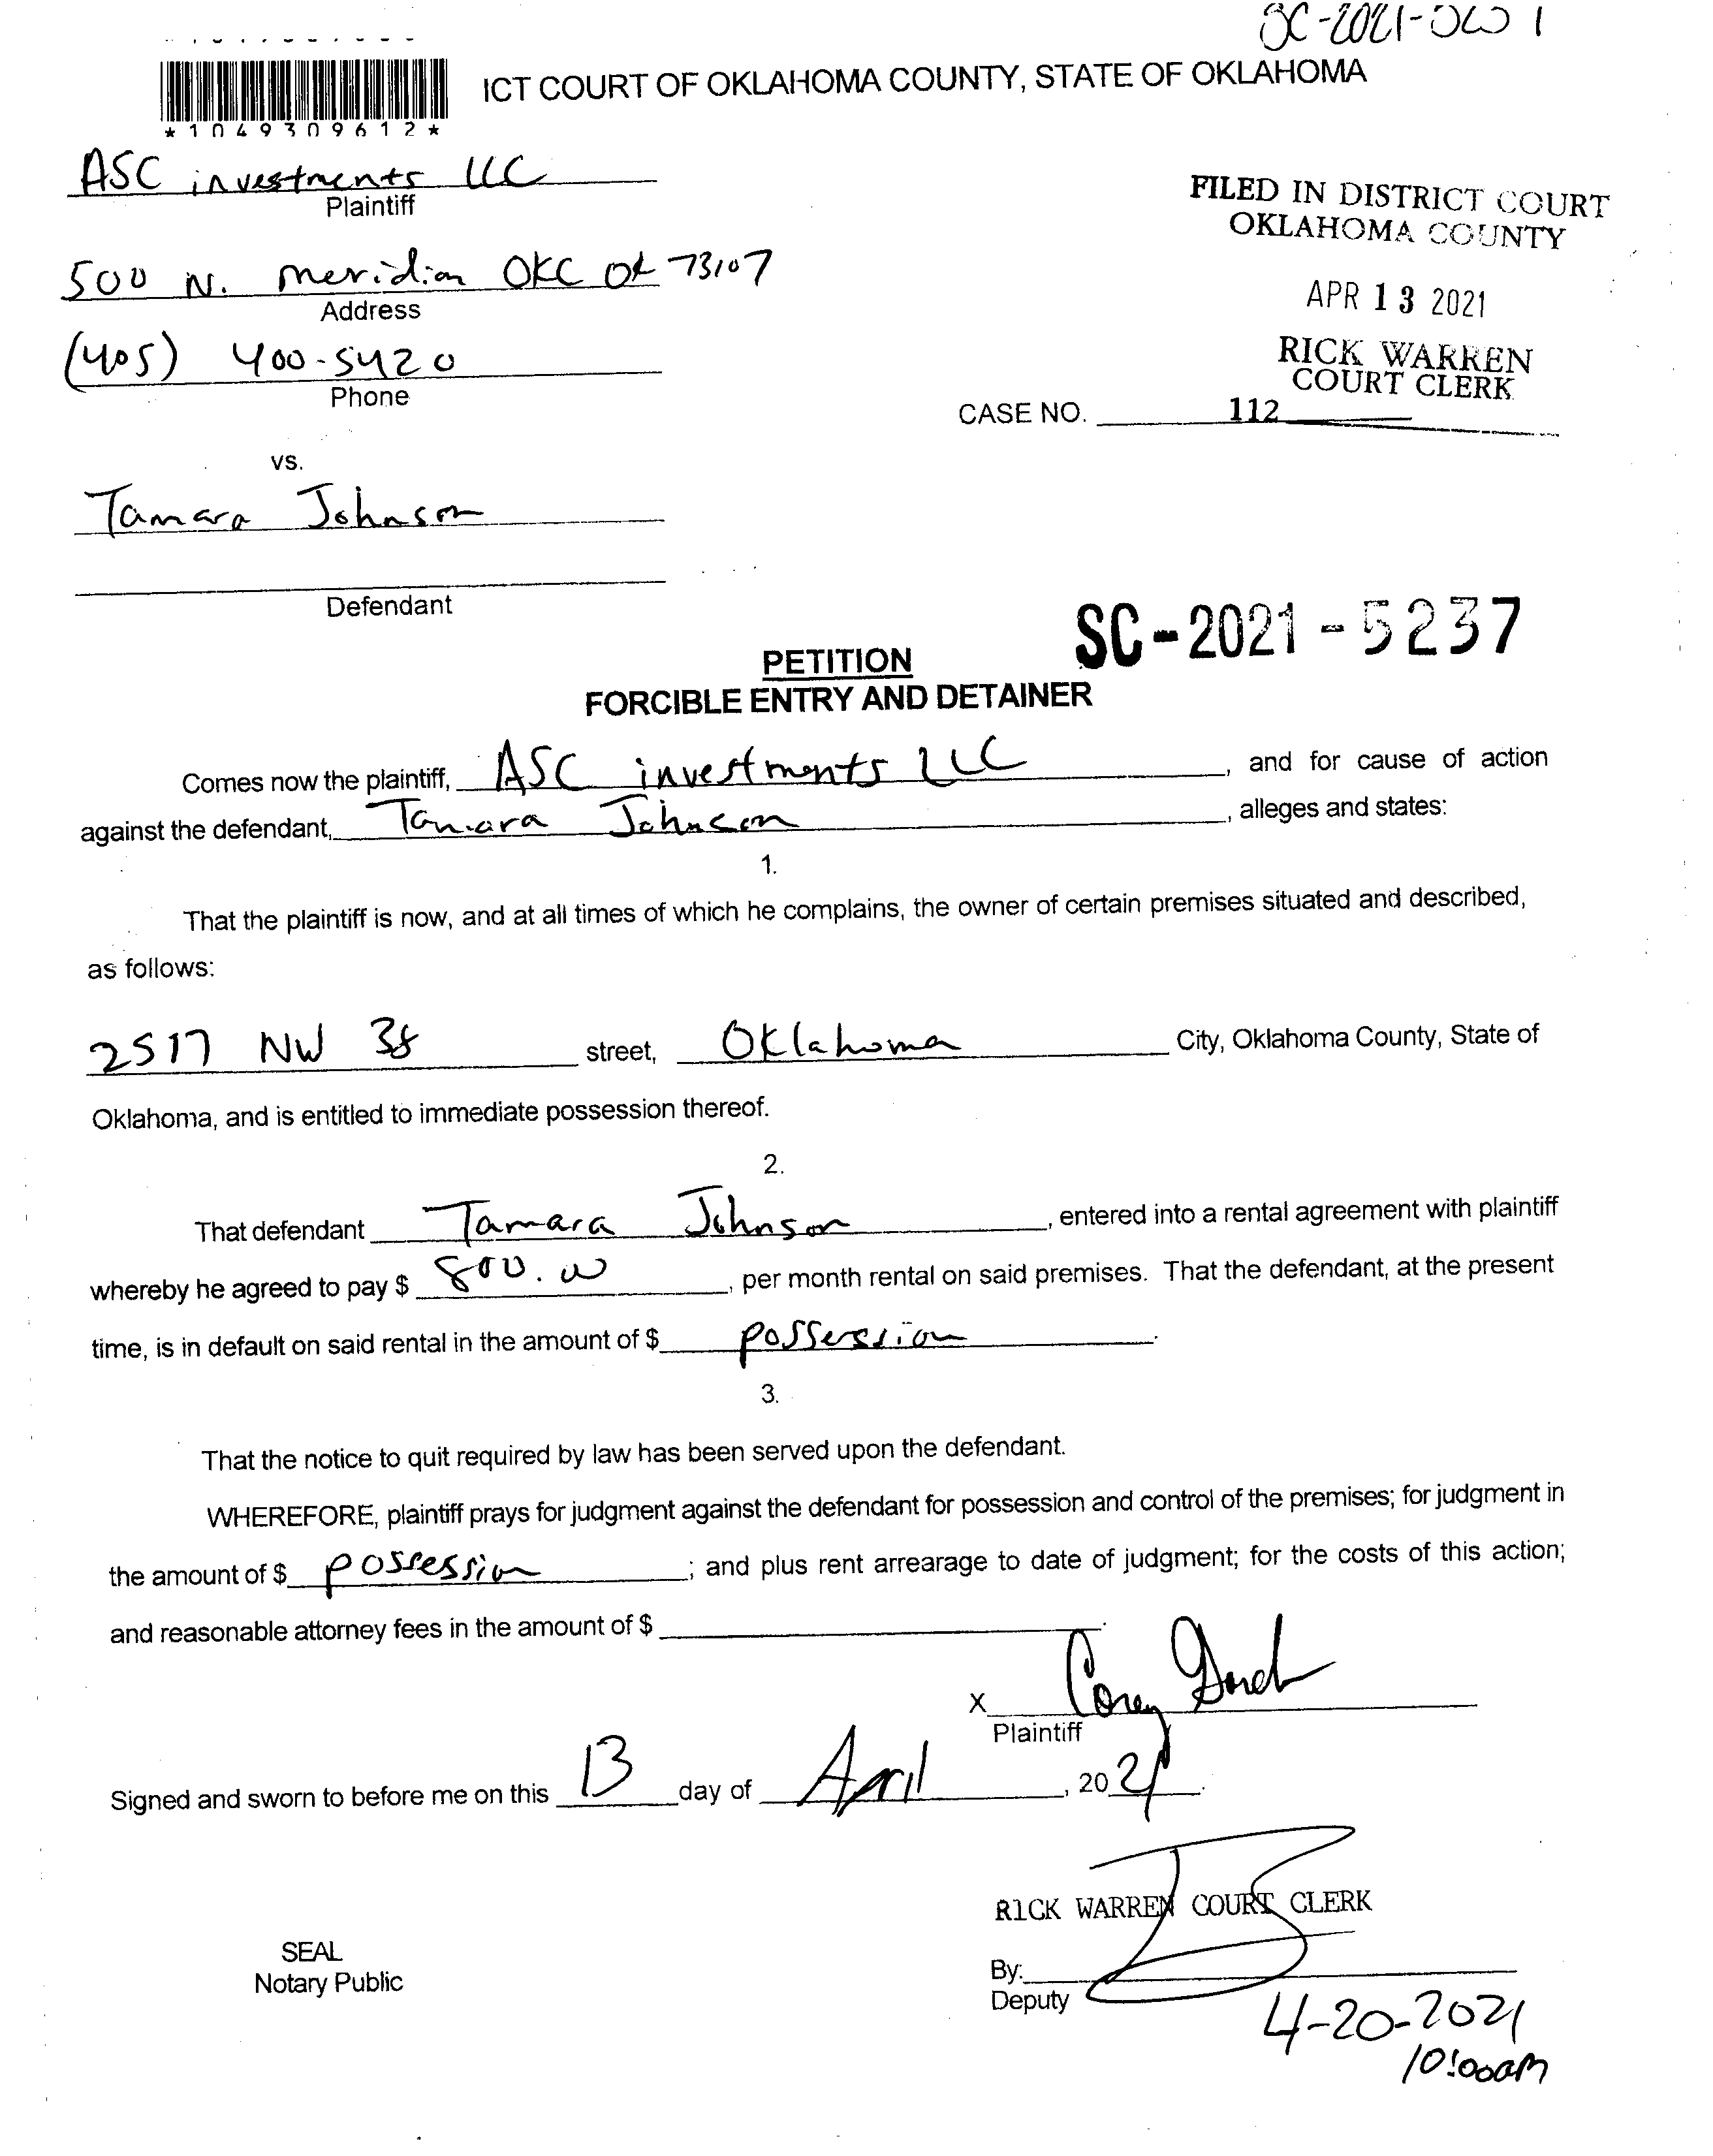 SC-2021-5237
*1049309612*
ICT COURT OF OKLAHOMA COUNTY, STATE OF OKLAHOMA
ASC investments LLC
Plaintiff
500 N. Meridian OKC OK 73107
Address
(405) 400-5420
Phone
FILED IN DISTRICT COURT
OKLAHOMA COUNTY
APR 13 2021
RICK WARREN
COURT CLERK
CASE NO. 112
vs.
Tamara Johnson
Defendant
PETITION
FORCIBLE ENTRY AND DETAINER
Comes now the plaintiff, ASC investments LLC, and for cause of action
against the defendant, Tamara Johnson, alleges and states:
1.
That the plaintiff is now, and at all times of which he complains, the owner of certain premises situated and described,
as follows:
2517 NW 38 street, Oklahoma City, Oklahoma County, State of
Oklahoma, and is entitled to immediate possession thereof.
2.
That defendant Tamara Johnson, entered into a rental agreement with plaintiff
whereby he agreed to pay $ 800.00, per month rental on said premises. That the defendant, at the present
time, is in default on said rental in the amount of $ possession.
3.
That the notice to quit required by law has been served upon the defendant.
WHEREFORE, plaintiff prays for judgment against the defendant for possession and control of the premises; for judgment in
the amount of $ possession; and plus rent arrearage to date of judgment; for the costs of this action;
and reasonable attorney fees in the amount of $ .
X Corey
Plaintiff
Signed and sworn to before me on this 13 day of April, 2021.
RICK WARREN COURT CLERK
SEAL
Notary Public
By:
Deputy
4-20-2021
10:00am